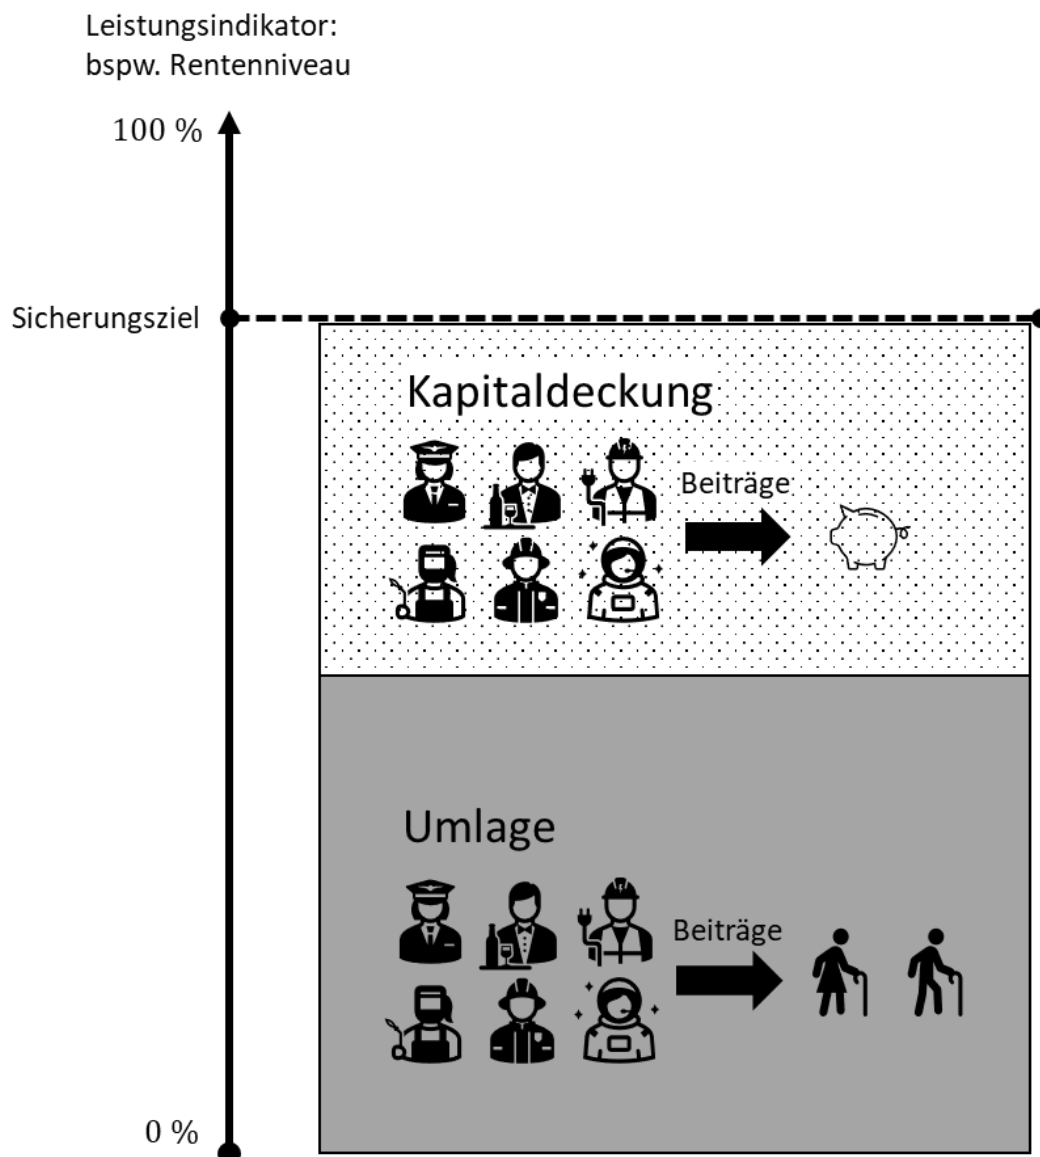 Leistungsindikator:
bspw. Rentenniveau
100 %
Sicherungsziel
Kapitaldeckung
Beiträge
Umlage
Beiträge
0 %